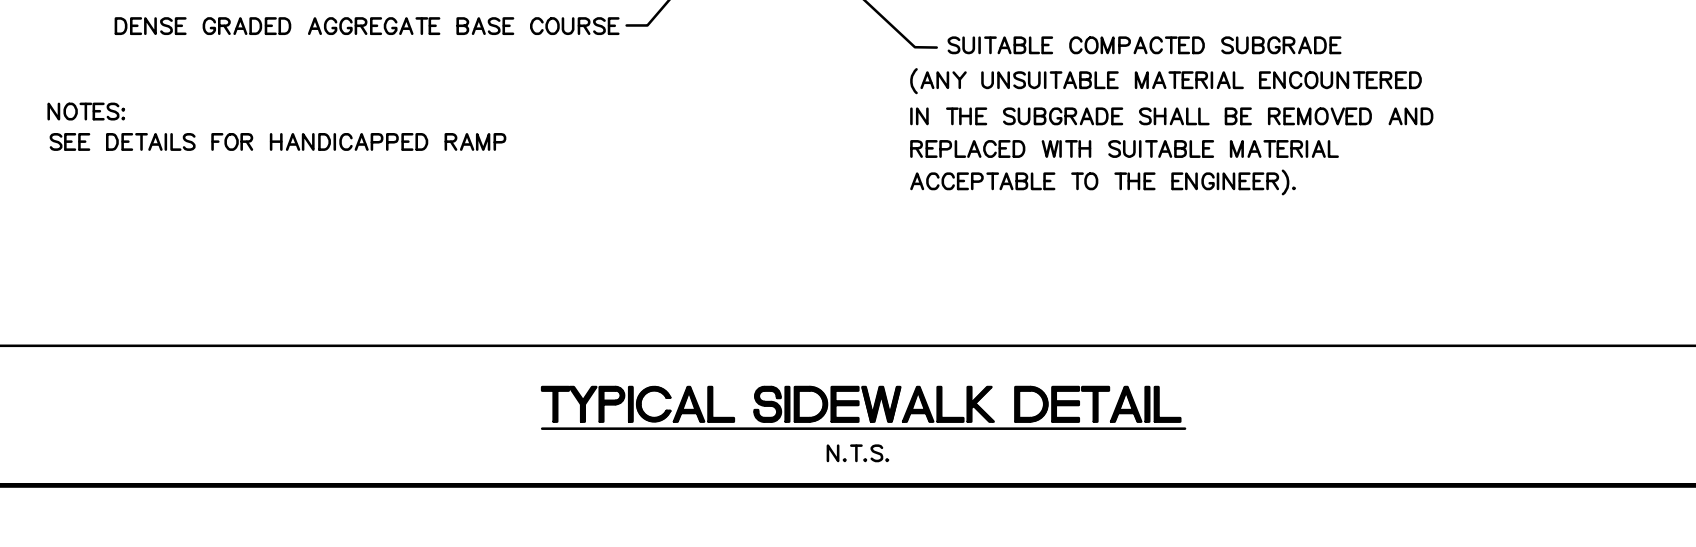 DENSE GRADED AGGREGATE BASE COURSE
SUITABLE COMPACTED SUBGRADE
(ANY UNSUITABLE MATERIAL ENCOUNTERED
IN THE SUBGRADE SHALL BE REMOVED AND
REPLACED WITH SUITABLE MATERIAL
ACCEPTABLE TO THE ENGINEER).
NOTES:
SEE DETAILS FOR HANDICAPPED RAMP
TYPICAL SIDEWALK DETAIL
N.T.S.